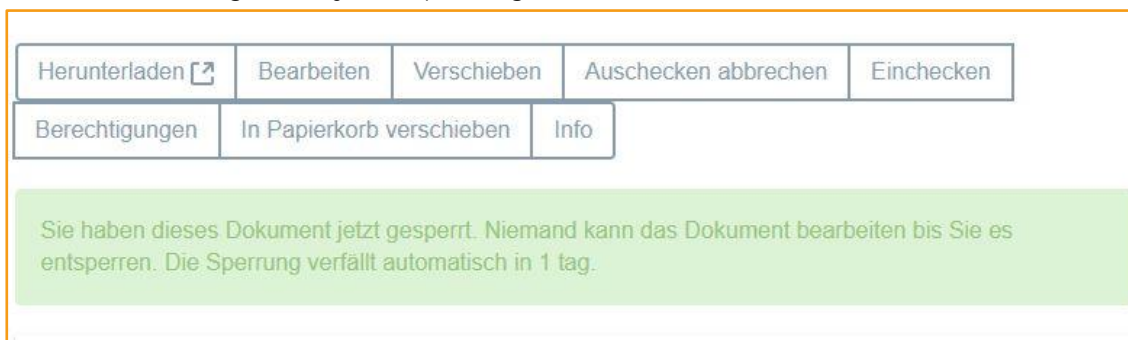 Herunterladen Bearbeiten Verschieben Auschecken abbrechen Einchecken
Berechtigungen In Papierkorb verschieben Info
Sie haben dieses Dokument jetzt gesperrt. Niemand kann das Dokument bearbeiten bis Sie es
entsperren. Die Sperrung verfällt automatisch in 1 tag.